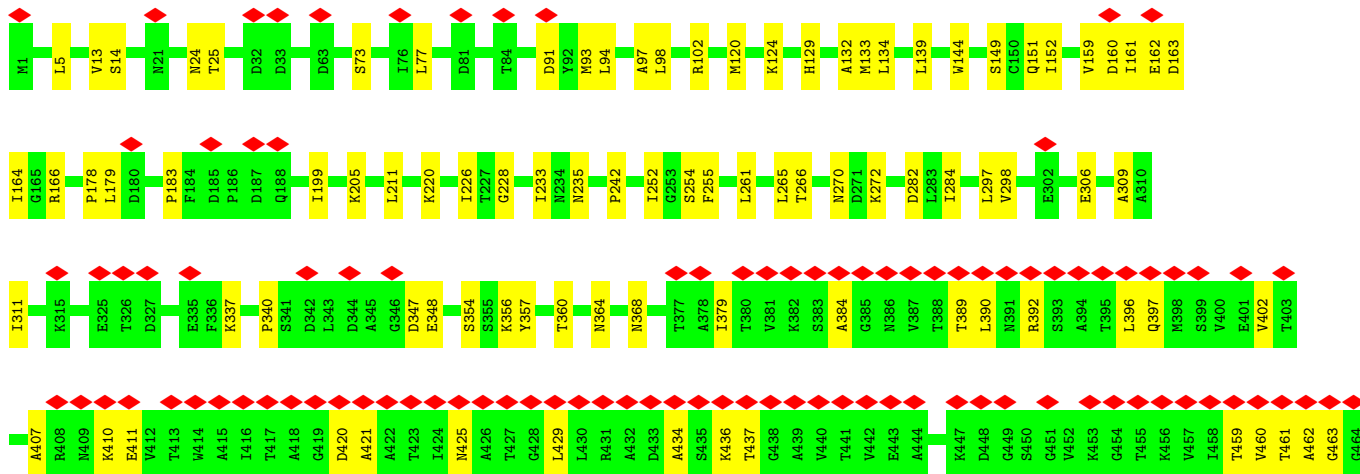 M1 L5 V13 S14 N21 N24 T25 D32 D33 D63 S73 I76 L77 D81 T84 D91 Y92 M93 L94 A97 L98 R102 M120 K124 H129 A132 M133 L134 L139 W144 S149 C150 Q151 I152 V159 D160 I161 E162 D163
I164 G165 R166 P178 L179 D180 P183 F184 D185 P186 D187 Q188 I199 K205 L211 K220 I226 T227 G228 I233 N234 N235 P242 I252 G253 S254 F255 L261 L265 T266 N270 D271 K272 D282 L283 I284 L297 V298 E302 E306 A309 A310
I311 K315 E325 T326 D327 E335 F336 K337 P340 S341 D342 L343 D344 A345 G346 D347 E348 S354 S355 K356 Y357 T360 N364 N368 T377 A378 I379 T380 V381 K382 S383 A384 G385 N386 V387 T388 T389 L390 N391 R392 S393 A394 T395 L396 Q397 M398 S399 V400 E401 V402 T403
A407 R408 N409 K410 E411 V412 T413 W414 A415 I416 T417 A418 G419 D420 A421 A422 T423 I424 N425 A426 T427 G428 L429 L430 R431 A432 D433 A434 S435 K436 T437 G438 A439 V440 T441 V442 E443 A444 K447 D448 G449 S450 G451 V452 K453 G454 T455 K456 V457 I458 T459 V460 T461 A462 G463 G464